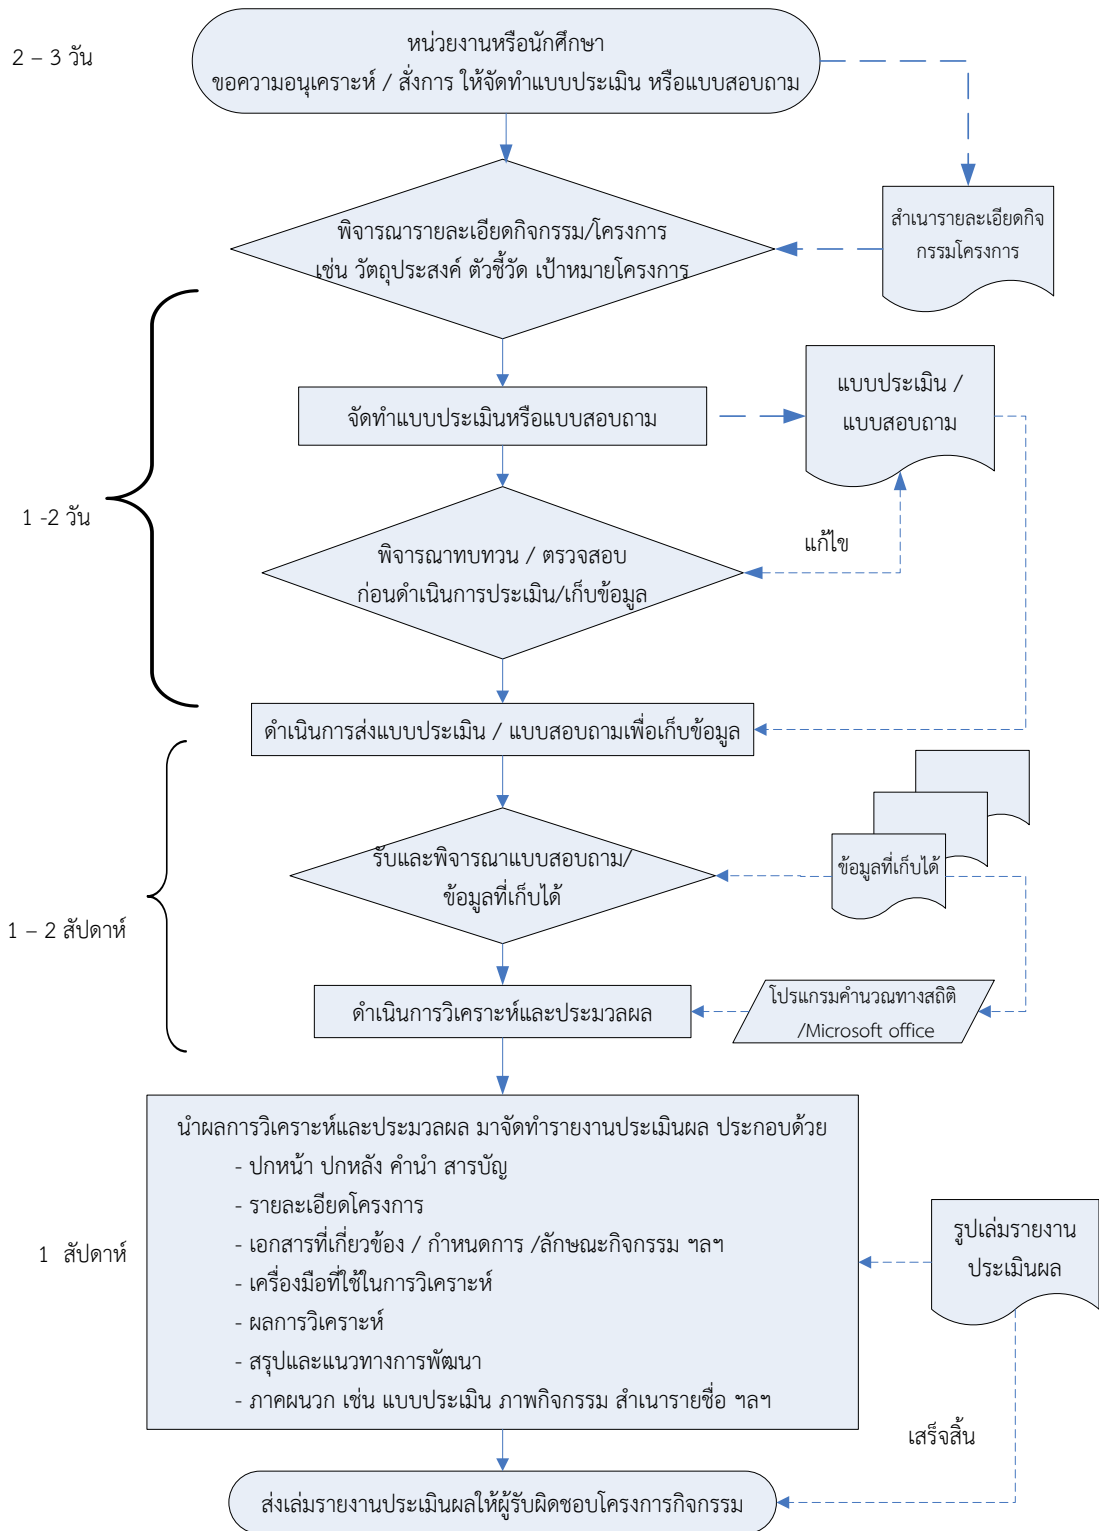 2 – 3 วัน
หน่วยงานหรือนักศึกษา
ขอความอนุเคราะห์ / สั่งการ ให้จัดทำแบบประเมิน หรือแบบสอบถาม
สำเนารายละเอียดกิจ
กรรมโครงการ
พิจารณารายละเอียดกิจกรรม/โครงการ
เช่น วัตถุประสงค์ ตัวชี้วัด เป้าหมายโครงการ
จัดทำแบบประเมินหรือแบบสอบถาม
แบบประเมิน /
แบบสอบถาม
1 -2 วัน
พิจารณาทบทวน / ตรวจสอบ
ก่อนดำเนินการประเมิน/เก็บข้อมูล
แก้ไข
ดำเนินการส่งแบบประเมิน / แบบสอบถามเพื่อเก็บข้อมูล
1 – 2 สัปดาห์
รับและพิจารณาแบบสอบถาม/
ข้อมูลที่เก็บได้
ข้อมูลที่เก็บได้
ดำเนินการวิเคราะห์และประมวลผล
โปรแกรมคำนวณทางสถิติ
/Microsoft office
1 สัปดาห์
นำผลการวิเคราะห์และประมวลผล มาจัดทำรายงานประเมินผล ประกอบด้วย
- ปกหน้า ปกหลัง คำนำ สารบัญ
- รายละเอียดโครงการ
- เอกสารที่เกี่ยวข้อง / กำหนดการ /ลักษณะกิจกรรม ฯลฯ
- เครื่องมือที่ใช้ในการวิเคราะห์
- ผลการวิเคราะห์
- สรุปและแนวทางการพัฒนา
- ภาคผนวก เช่น แบบประเมิน ภาพกิจกรรม สำเนารายชื่อ ฯลฯ
รูปเล่มรายงาน
ประเมินผล
เสร็จสิ้น
ส่งเล่มรายงานประเมินผลให้ผู้รับผิดชอบโครงการกิจกรรม